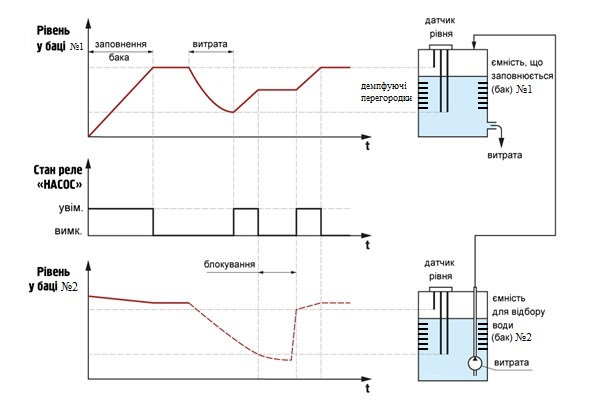 Рівень
у баці №1
заповнення
бака
витрата
t
датчик
рівня
демпфуючі
перегородки
ємність, що
заповнюється
(бак) №1
витрата
Стан реле
«НАСОС»
увім.
вимк.
t
Рівень
у баці №2
блокування
t
датчик
рівня
ємність
для відбору
води
(бак) №2
витрата